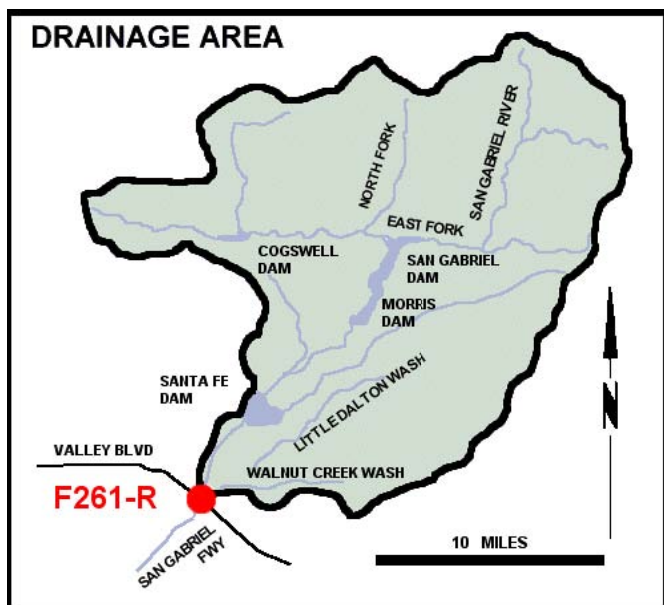 DRAINAGE AREA
NORTH FORK
SAN GABRIEL RIVER
EAST FORK
COGSWELL
DAM
SAN GABRIEL
DAM
MORRIS
DAM
SANTA FE
DAM
LITTLE DALTON WASH
N
VALLEY BLVD
WALNUT CREEK WASH
F261-R
SAN GABRIEL
FWY
10 MILES